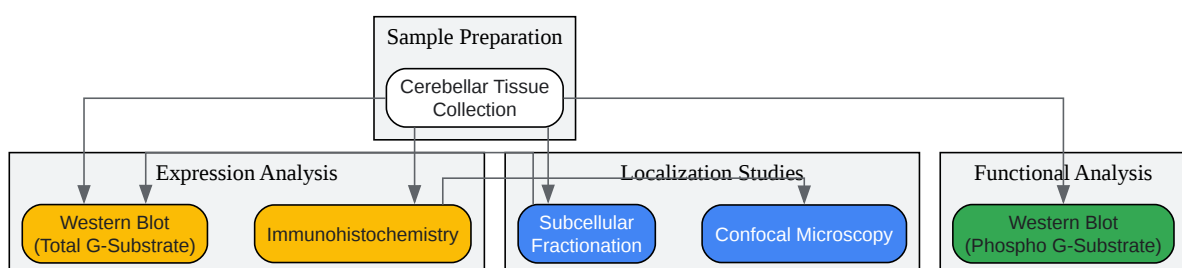 Sample Preparation
Cerebellar Tissue
Collection
Expression Analysis
Localization Studies
Functional Analysis
Western Blot
(Total G-Substrate)
Immunohistochemistry
Subcellular
Fractionation
Confocal Microscopy
Western Blot
(Phospho G-Substrate)